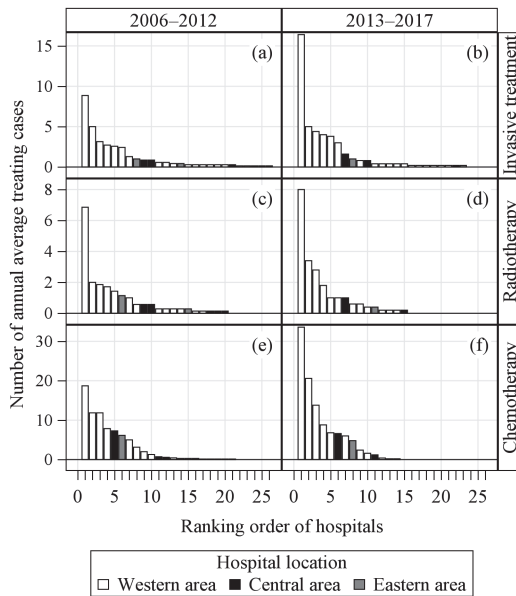 2006–2012 2013–2017
15 (a) (b)
10
5
0
Invasive treatment
8 (c) (d)
6
4
2
0
Radiotherapy
(e) (f)
30
20
10
0
Chemotherapy
Number of annual average treating cases
0 5 10 15 20 25 0 5 10 15 20 25
Ranking order of hospitals
Hospital location
Western area Central area Eastern area